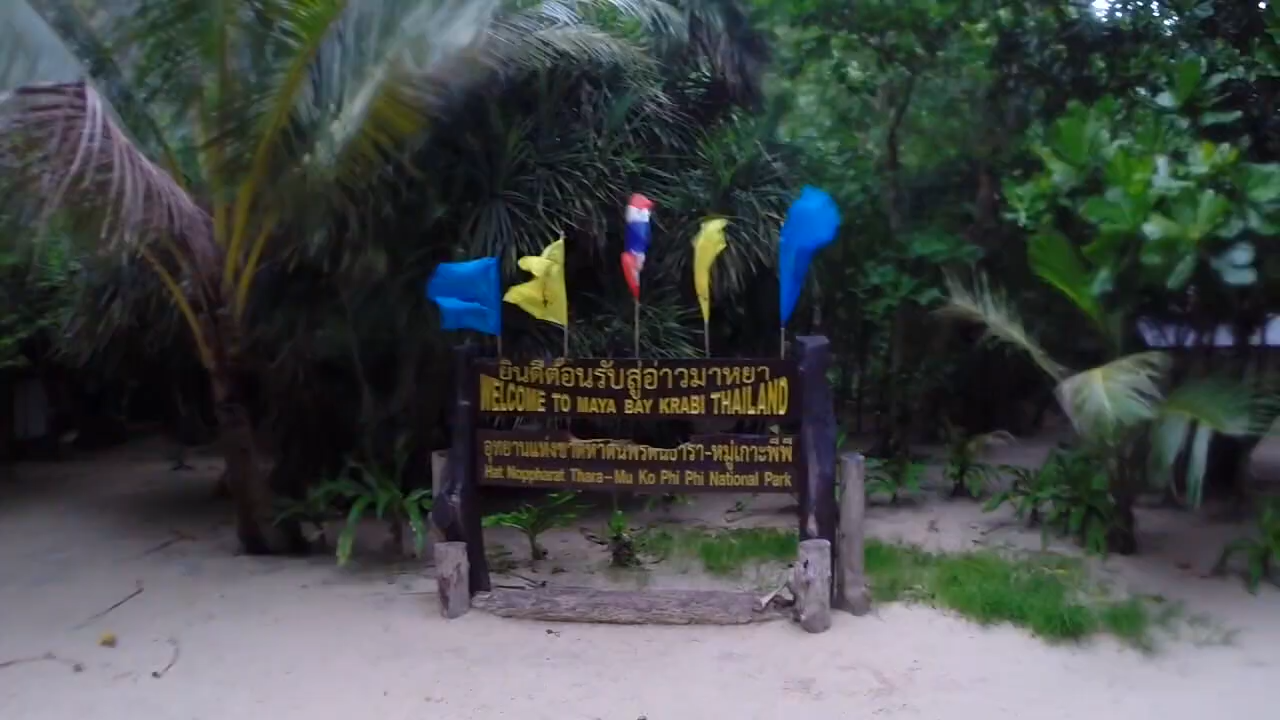 ยินดีต้อนรับสู่อ่าวมาหยา
WELCOME TO MAYA BAY KRABI THAILAND
อุทยานแห่งชาติหาดนพรัตน์ธารา-หมู่เกาะพีพี
Hat Noppharat Thara-Mu Ko Phi Phi National Park